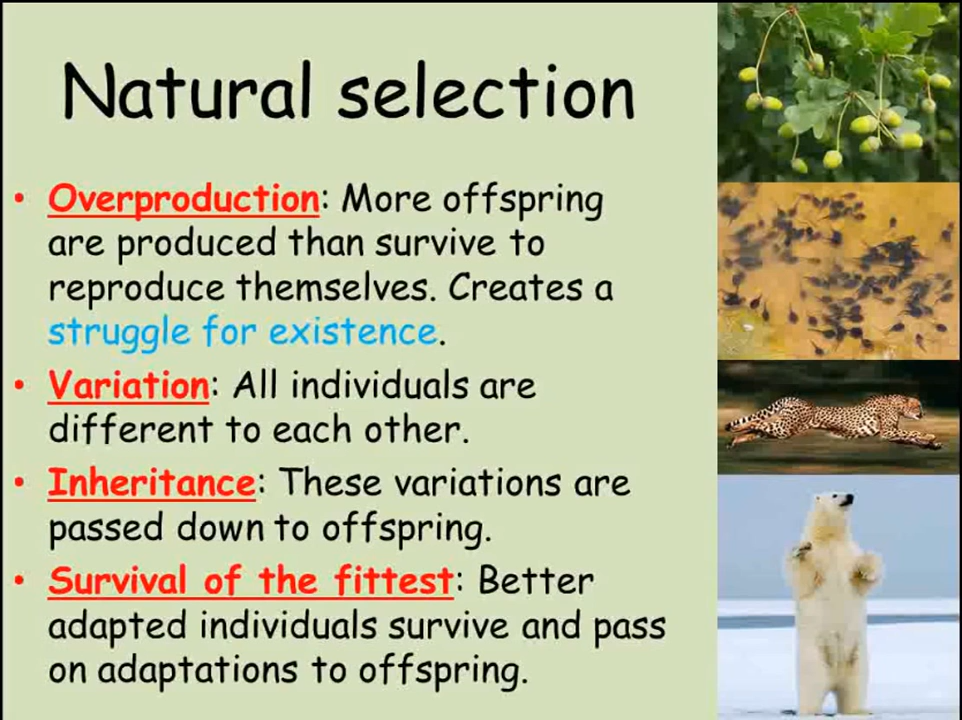 Natural selection
• Overproduction: More offspring
are produced than survive to
reproduce themselves. Creates a
struggle for existence.
• Variation: All individuals are
different to each other.
• Inheritance: These variations are
passed down to offspring.
• Survival of the fittest: Better
adapted individuals survive and pass
on adaptations to offspring.